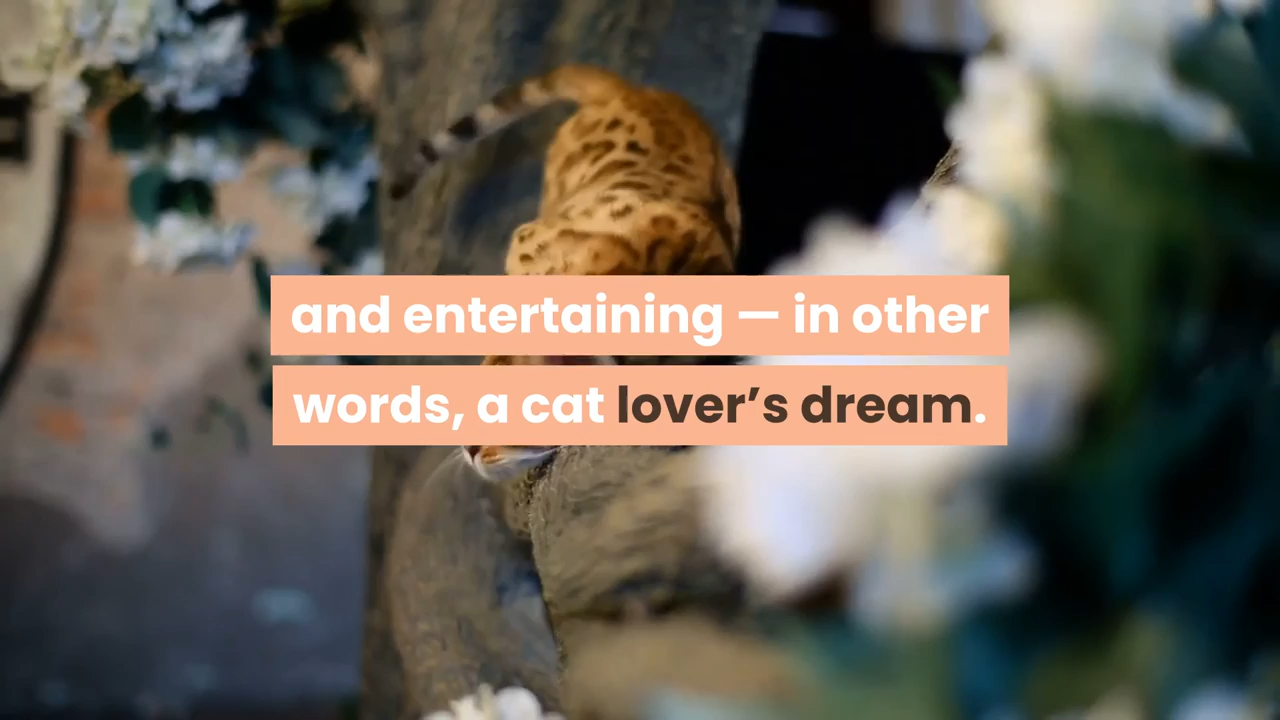 and entertaining — in other
words, a cat lover’s dream.